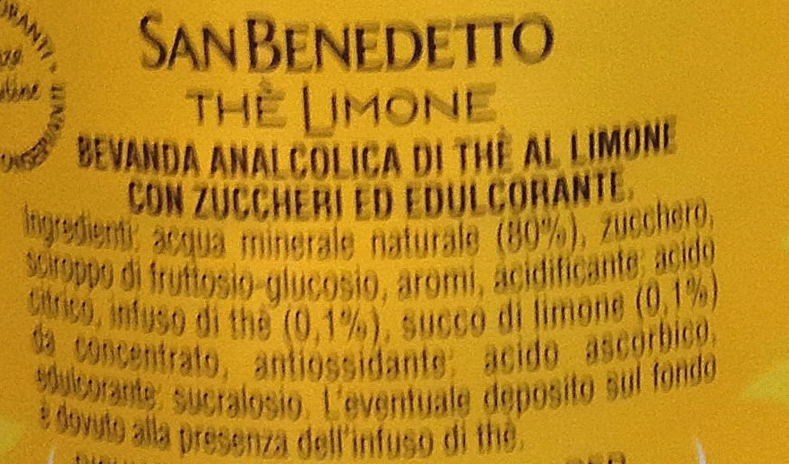 SAN BENEDETTO
THÈ LIMONE
BEVANDA ANALCOLICA DI THÈ AL LIMONE
CON ZUCCHERI ED EDULCORANTE.
Ingredienti: acqua minerale naturale (80%), zucchero,
sciroppo di fruttosio-glucosio, aromi, acidificante: acido
citrico, infuso di thè (0,1%), succo di limone (0,1%)
da concentrato, antiossidante: acido ascorbico,
edulcorante: sucralosio. L'eventuale deposito sul fondo
è dovuto alla presenza dell'infuso di thè.